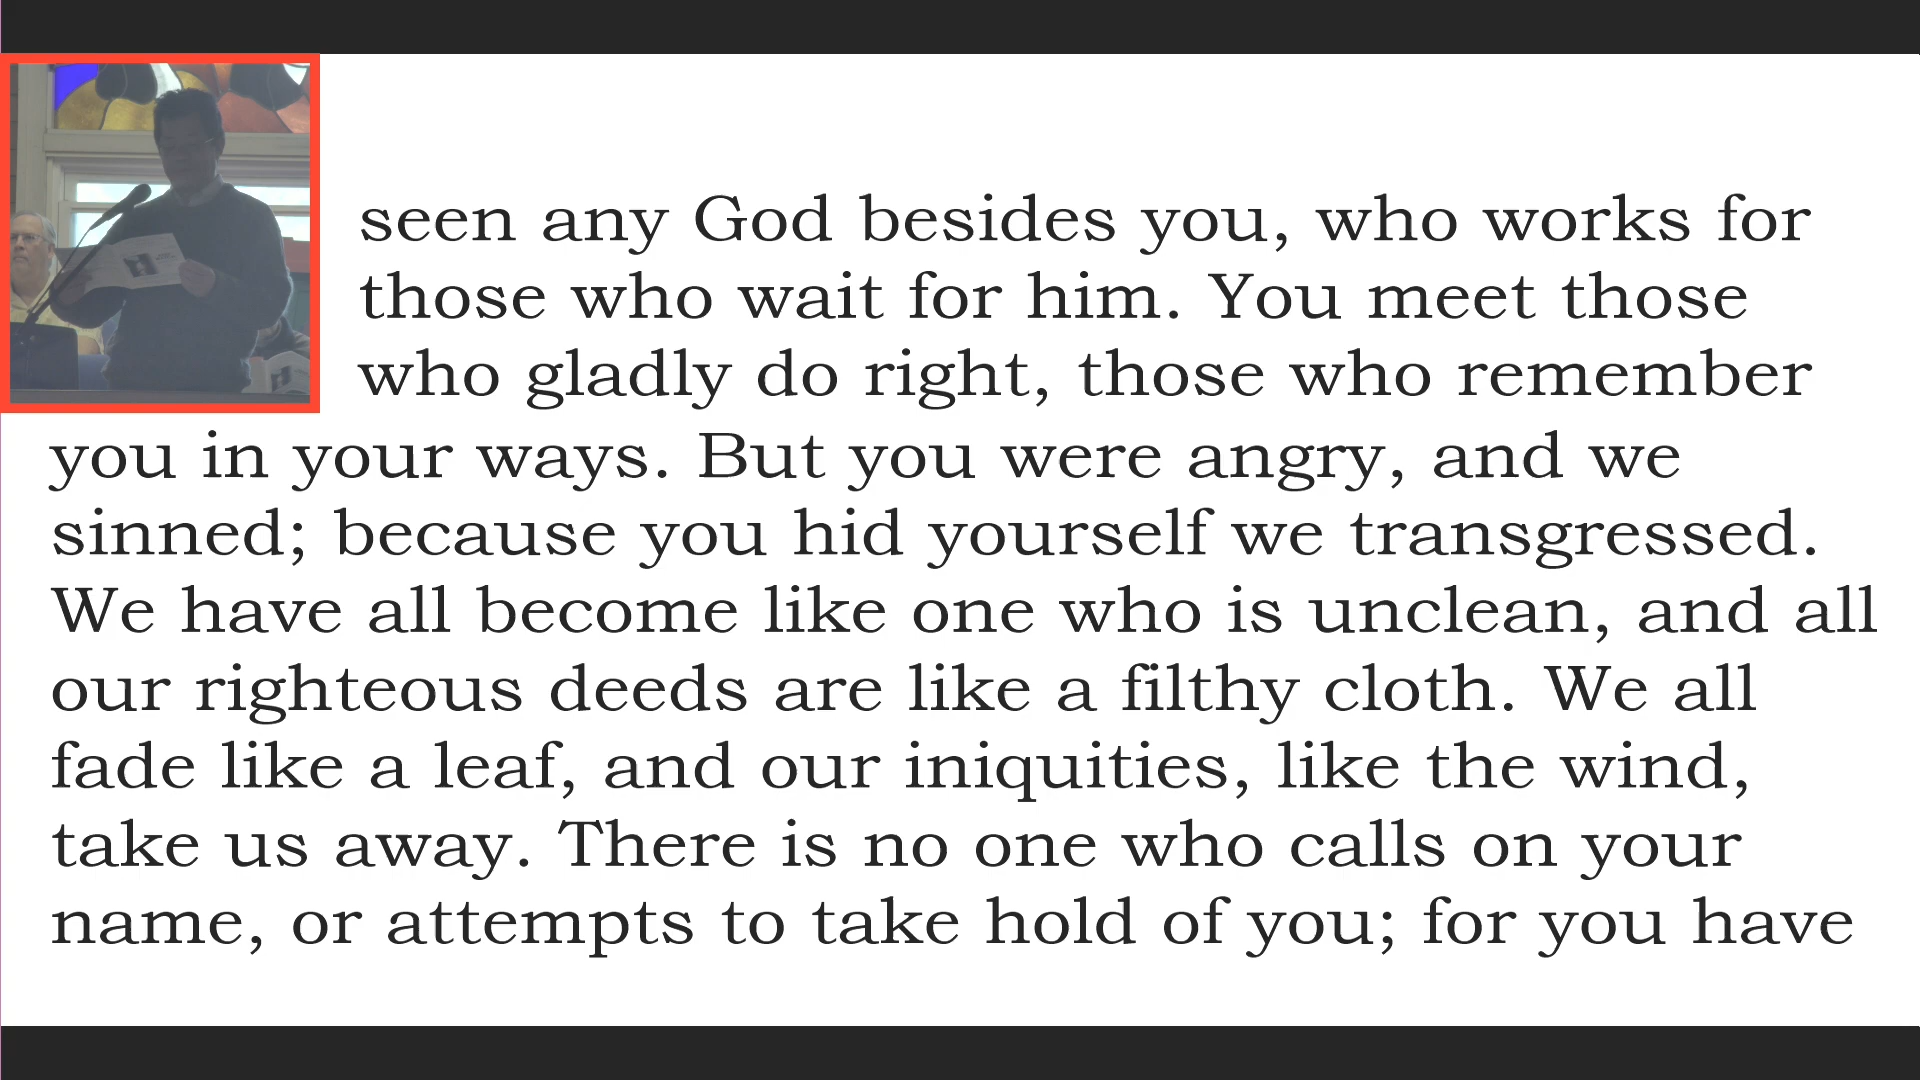 seen any God besides you, who works for
those who wait for him. You meet those
who gladly do right, those who remember
you in your ways. But you were angry, and we
sinned; because you hid yourself we transgressed.
We have all become like one who is unclean, and all
our righteous deeds are like a filthy cloth. We all
fade like a leaf, and our iniquities, like the wind,
take us away. There is no one who calls on your
name, or attempts to take hold of you; for you have